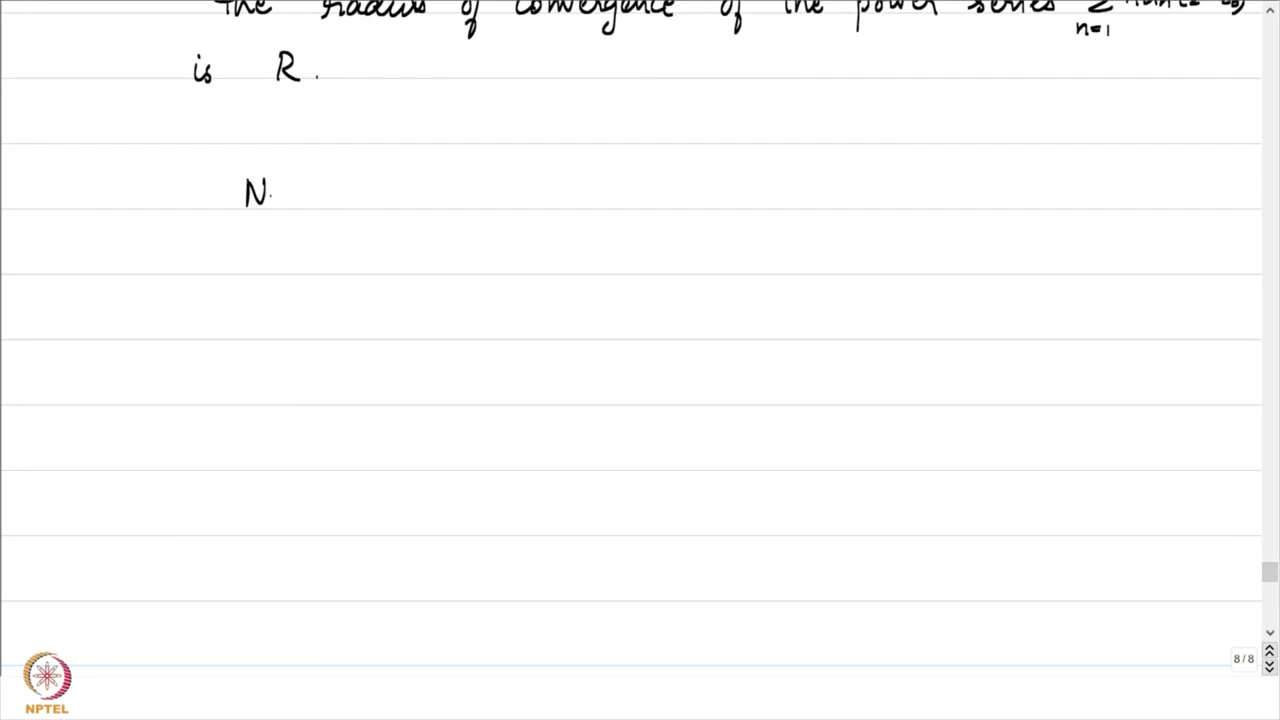 the radius of convergence of the power series ∑
n=1
is R.
N.
8/8
NPTEL